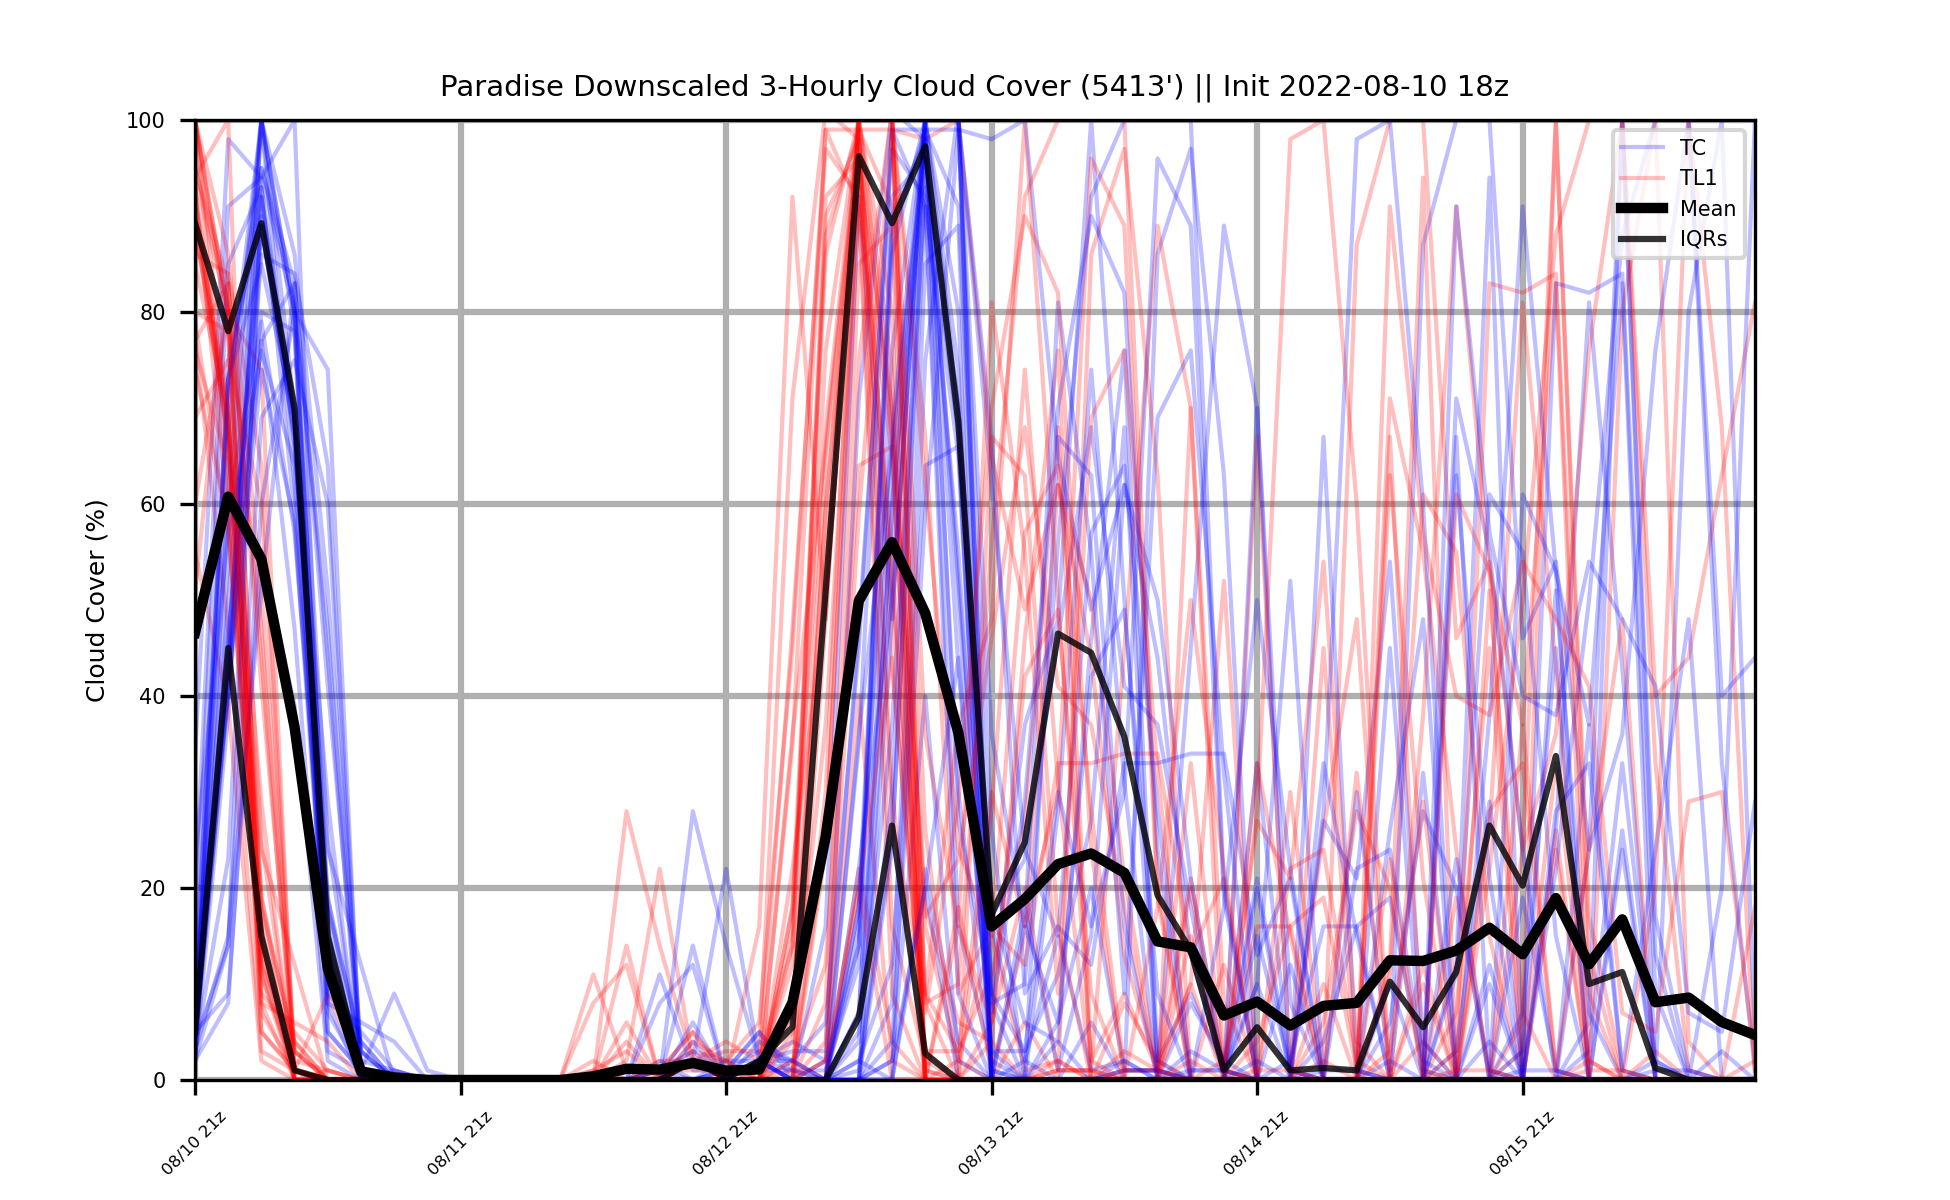 Paradise Downscaled 3-Hourly Cloud Cover (5413') || Init 2022-08-10 18z
100
80
60
40
20
0
Cloud Cover (%)
TC
TL1
Mean
IQRs
08/10 21z
08/11 21z
08/12 21z
08/13 21z
08/14 21z
08/15 21z